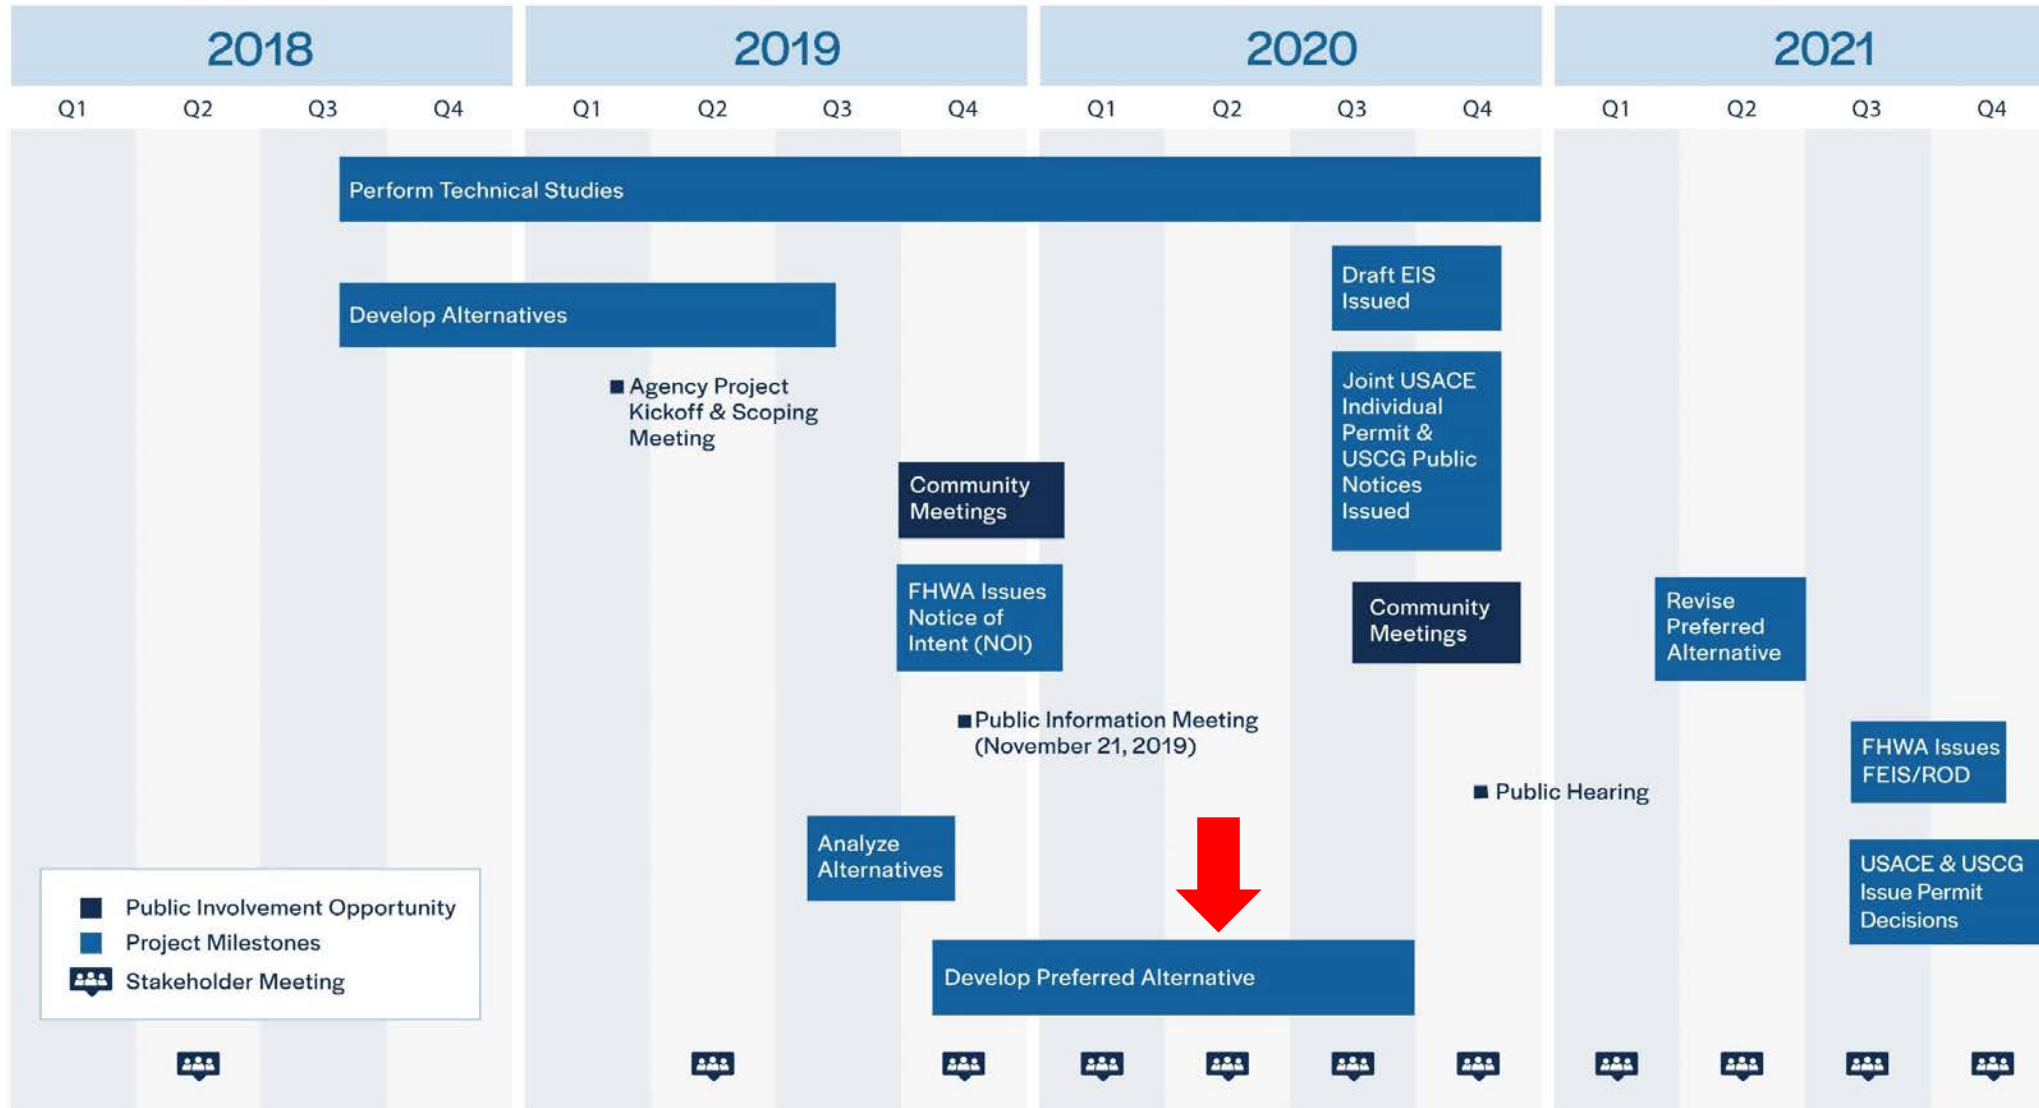 2018
2019
2020
2021
Q1
Q2
Q3
Q4
Q1
Q2
Q3
Q4
Q1
Q2
Q3
Q4
Q1
Q2
Q3
Q4
Perform Technical Studies
Draft EIS
Issued
Develop Alternatives
Joint USACE
Individual
Permit &
USCG Public
Notices
Issued
Agency Project
Kickoff & Scoping
Meeting
Community
Meetings
FHWA Issues
Notice of
Intent (NOI)
Community
Meetings
Revise
Preferred
Alternative
Public Information Meeting
(November 21, 2019)
FHWA Issues
FEIS/ROD
Public Hearing
Analyze
Alternatives
USACE & USCG
Issue Permit
Decisions
Public Involvement Opportunity
Project Milestones
Stakeholder Meeting
Develop Preferred Alternative